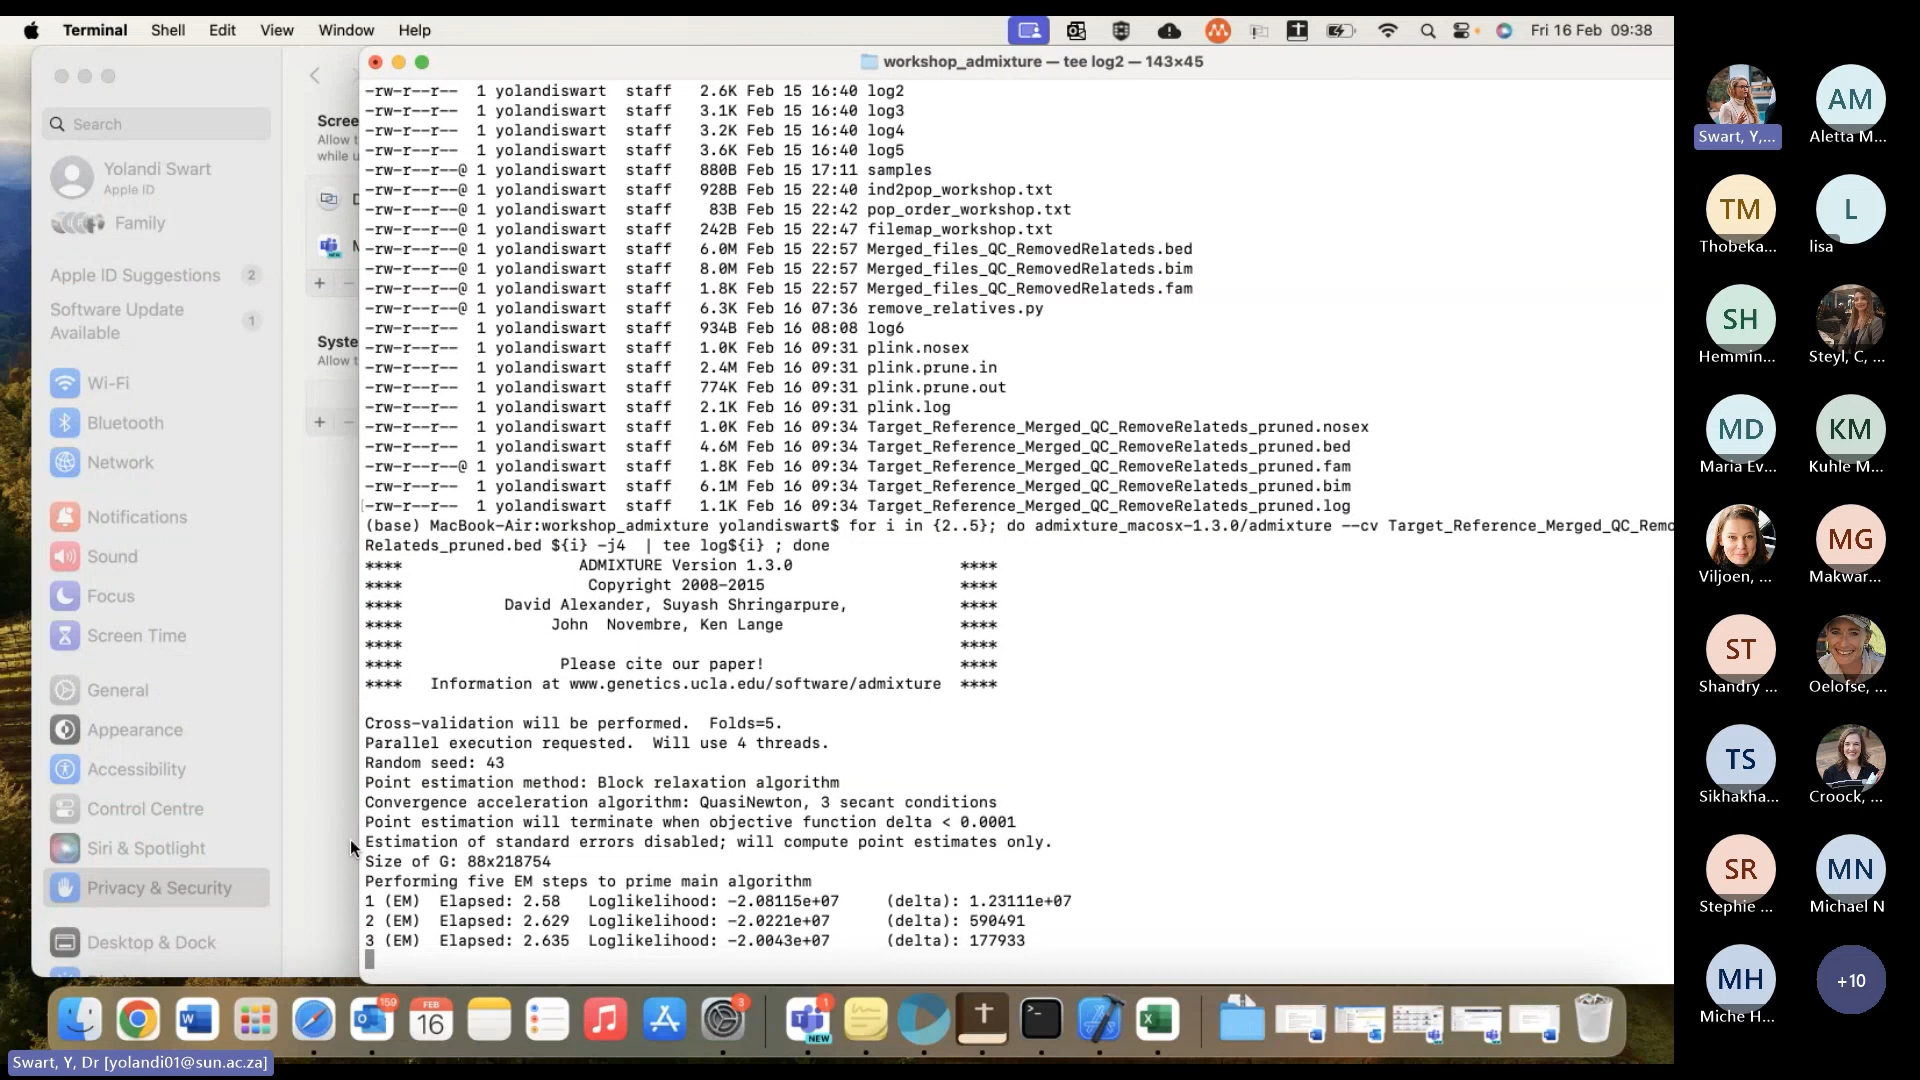 Terminal Shell Edit View Window Help
Fri 16 Feb 09:38
workshop_admixture — tee log2 — 143×45
Search
Yolandi Swart
Apple ID
Family
Apple ID Suggestions 2
Software Update
Available 1
Wi-Fi
Bluetooth
Network
Notifications
Sound
Focus
Screen Time
General
Appearance
Accessibility
Control Centre
Siri & Spotlight
Privacy & Security
Desktop & Dock
Scree
Allow t
while u
D
M
+ −
Syste
Allow t
+ −
-rw-r--r-- 1 yolandiswart staff 2.6K Feb 15 16:40 log2
-rw-r--r-- 1 yolandiswart staff 3.1K Feb 15 16:40 log3
-rw-r--r-- 1 yolandiswart staff 3.2K Feb 15 16:40 log4
-rw-r--r-- 1 yolandiswart staff 3.6K Feb 15 16:40 log5
-rw-r--r--@ 1 yolandiswart staff 880B Feb 15 17:11 samples
-rw-r--r--@ 1 yolandiswart staff 928B Feb 15 22:40 ind2pop_workshop.txt
-rw-r--r--@ 1 yolandiswart staff 83B Feb 15 22:42 pop_order_workshop.txt
-rw-r--r--@ 1 yolandiswart staff 242B Feb 15 22:47 filemap_workshop.txt
-rw-r--r--@ 1 yolandiswart staff 6.0M Feb 15 22:57 Merged_files_QC_RemovedRelateds.bed
-rw-r--r--@ 1 yolandiswart staff 8.0M Feb 15 22:57 Merged_files_QC_RemovedRelateds.bim
-rw-r--r--@ 1 yolandiswart staff 1.8K Feb 15 22:57 Merged_files_QC_RemovedRelateds.fam
-rw-r--r--@ 1 yolandiswart staff 6.3K Feb 16 07:36 remove_relatives.py
-rw-r--r-- 1 yolandiswart staff 934B Feb 16 08:08 log6
-rw-r--r-- 1 yolandiswart staff 1.0K Feb 16 09:31 plink.nosex
-rw-r--r-- 1 yolandiswart staff 2.4M Feb 16 09:31 plink.prune.in
-rw-r--r-- 1 yolandiswart staff 774K Feb 16 09:31 plink.prune.out
-rw-r--r-- 1 yolandiswart staff 2.1K Feb 16 09:31 plink.log
-rw-r--r-- 1 yolandiswart staff 1.0K Feb 16 09:34 Target_Reference_Merged_QC_RemoveRelateds_pruned.nosex
-rw-r--r-- 1 yolandiswart staff 4.6M Feb 16 09:34 Target_Reference_Merged_QC_RemoveRelateds_pruned.bed
-rw-r--r--@ 1 yolandiswart staff 1.8K Feb 16 09:34 Target_Reference_Merged_QC_RemoveRelateds_pruned.fam
-rw-r--r-- 1 yolandiswart staff 6.1M Feb 16 09:34 Target_Reference_Merged_QC_RemoveRelateds_pruned.bim
[-rw-r--r-- 1 yolandiswart staff 1.1K Feb 16 09:34 Target_Reference_Merged_QC_RemoveRelateds_pruned.log
(base) MacBook-Air:workshop_admixture yolandiswart$ for i in {2..5}; do admixture_macosx-1.3.0/admixture --cv Target_Reference_Merged_QC_Remo
Relateds_pruned.bed ${i} -j4 | tee log${i} ; done
**** ADMIXTURE Version 1.3.0 ****
**** Copyright 2008-2015 ****
**** David Alexander, Suyash Shringarpure, ****
**** John Novembre, Ken Lange ****
**** ****
**** Please cite our paper! ****
**** Information at www.genetics.ucla.edu/software/admixture ****
Cross-validation will be performed. Folds=5.
Parallel execution requested. Will use 4 threads.
Random seed: 43
Point estimation method: Block relaxation algorithm
Convergence acceleration algorithm: QuasiNewton, 3 secant conditions
Point estimation will terminate when objective function delta < 0.0001
Estimation of standard errors disabled; will compute point estimates only.
Size of G: 88x218754
Performing five EM steps to prime main algorithm
1 (EM) Elapsed: 2.58 Loglikelihood: -2.08115e+07 (delta): 1.23111e+07
2 (EM) Elapsed: 2.629 Loglikelihood: -2.0221e+07 (delta): 590491
3 (EM) Elapsed: 2.635 Loglikelihood: -2.0043e+07 (delta): 177933
Swart, Y,...
AM
Aletta M...
TM
Thobeka...
L
lisa
SH
Hemmin...
Steyl, C, ...
MD
Maria Ev...
KM
Kuhle M...
Viljoen, ...
MG
Makwar...
ST
Shandry ...
Oelofse, ...
TS
Sikhakha...
Croock, ...
SR
Stephie ...
MN
Michael N
MH
Miche H...
+10
159
FEB
16
3
1
NEW
Swart, Y, Dr [yolandi01@sun.ac.za]